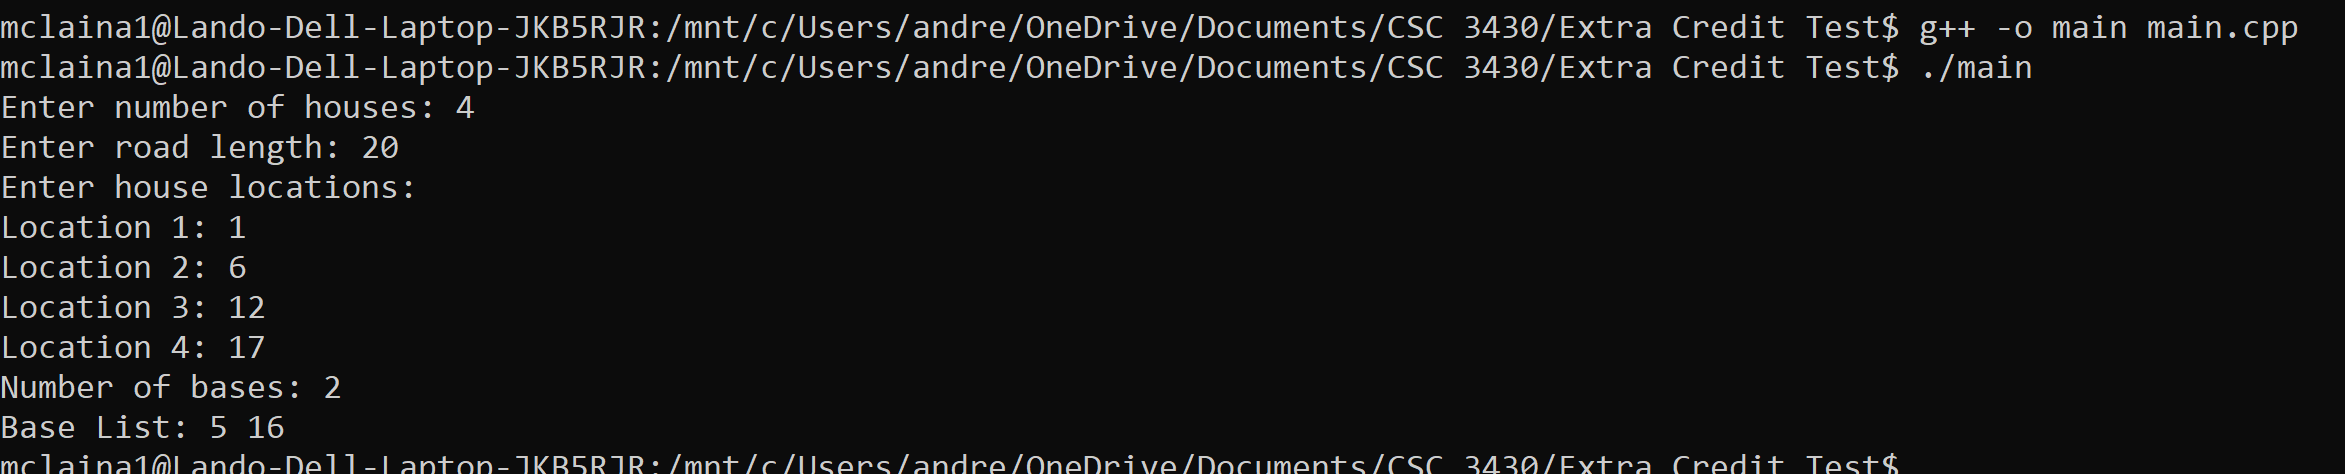 mclaina1@Lando-Dell-Laptop-JKB5RJR:/mnt/c/Users/andre/OneDrive/Documents/CSC 3430/Extra Credit Test$ g++ -o main main.cpp
mclaina1@Lando-Dell-Laptop-JKB5RJR:/mnt/c/Users/andre/OneDrive/Documents/CSC 3430/Extra Credit Test$ ./main
Enter number of houses: 4
Enter road length: 20
Enter house locations:
Location 1: 1
Location 2: 6
Location 3: 12
Location 4: 17
Number of bases: 2
Base List: 5 16
mclaina1@Lando-Dell-Laptop-JKB5RJR:/mnt/c/Users/andre/OneDrive/Documents/CSC 3430/Extra Credit Test$